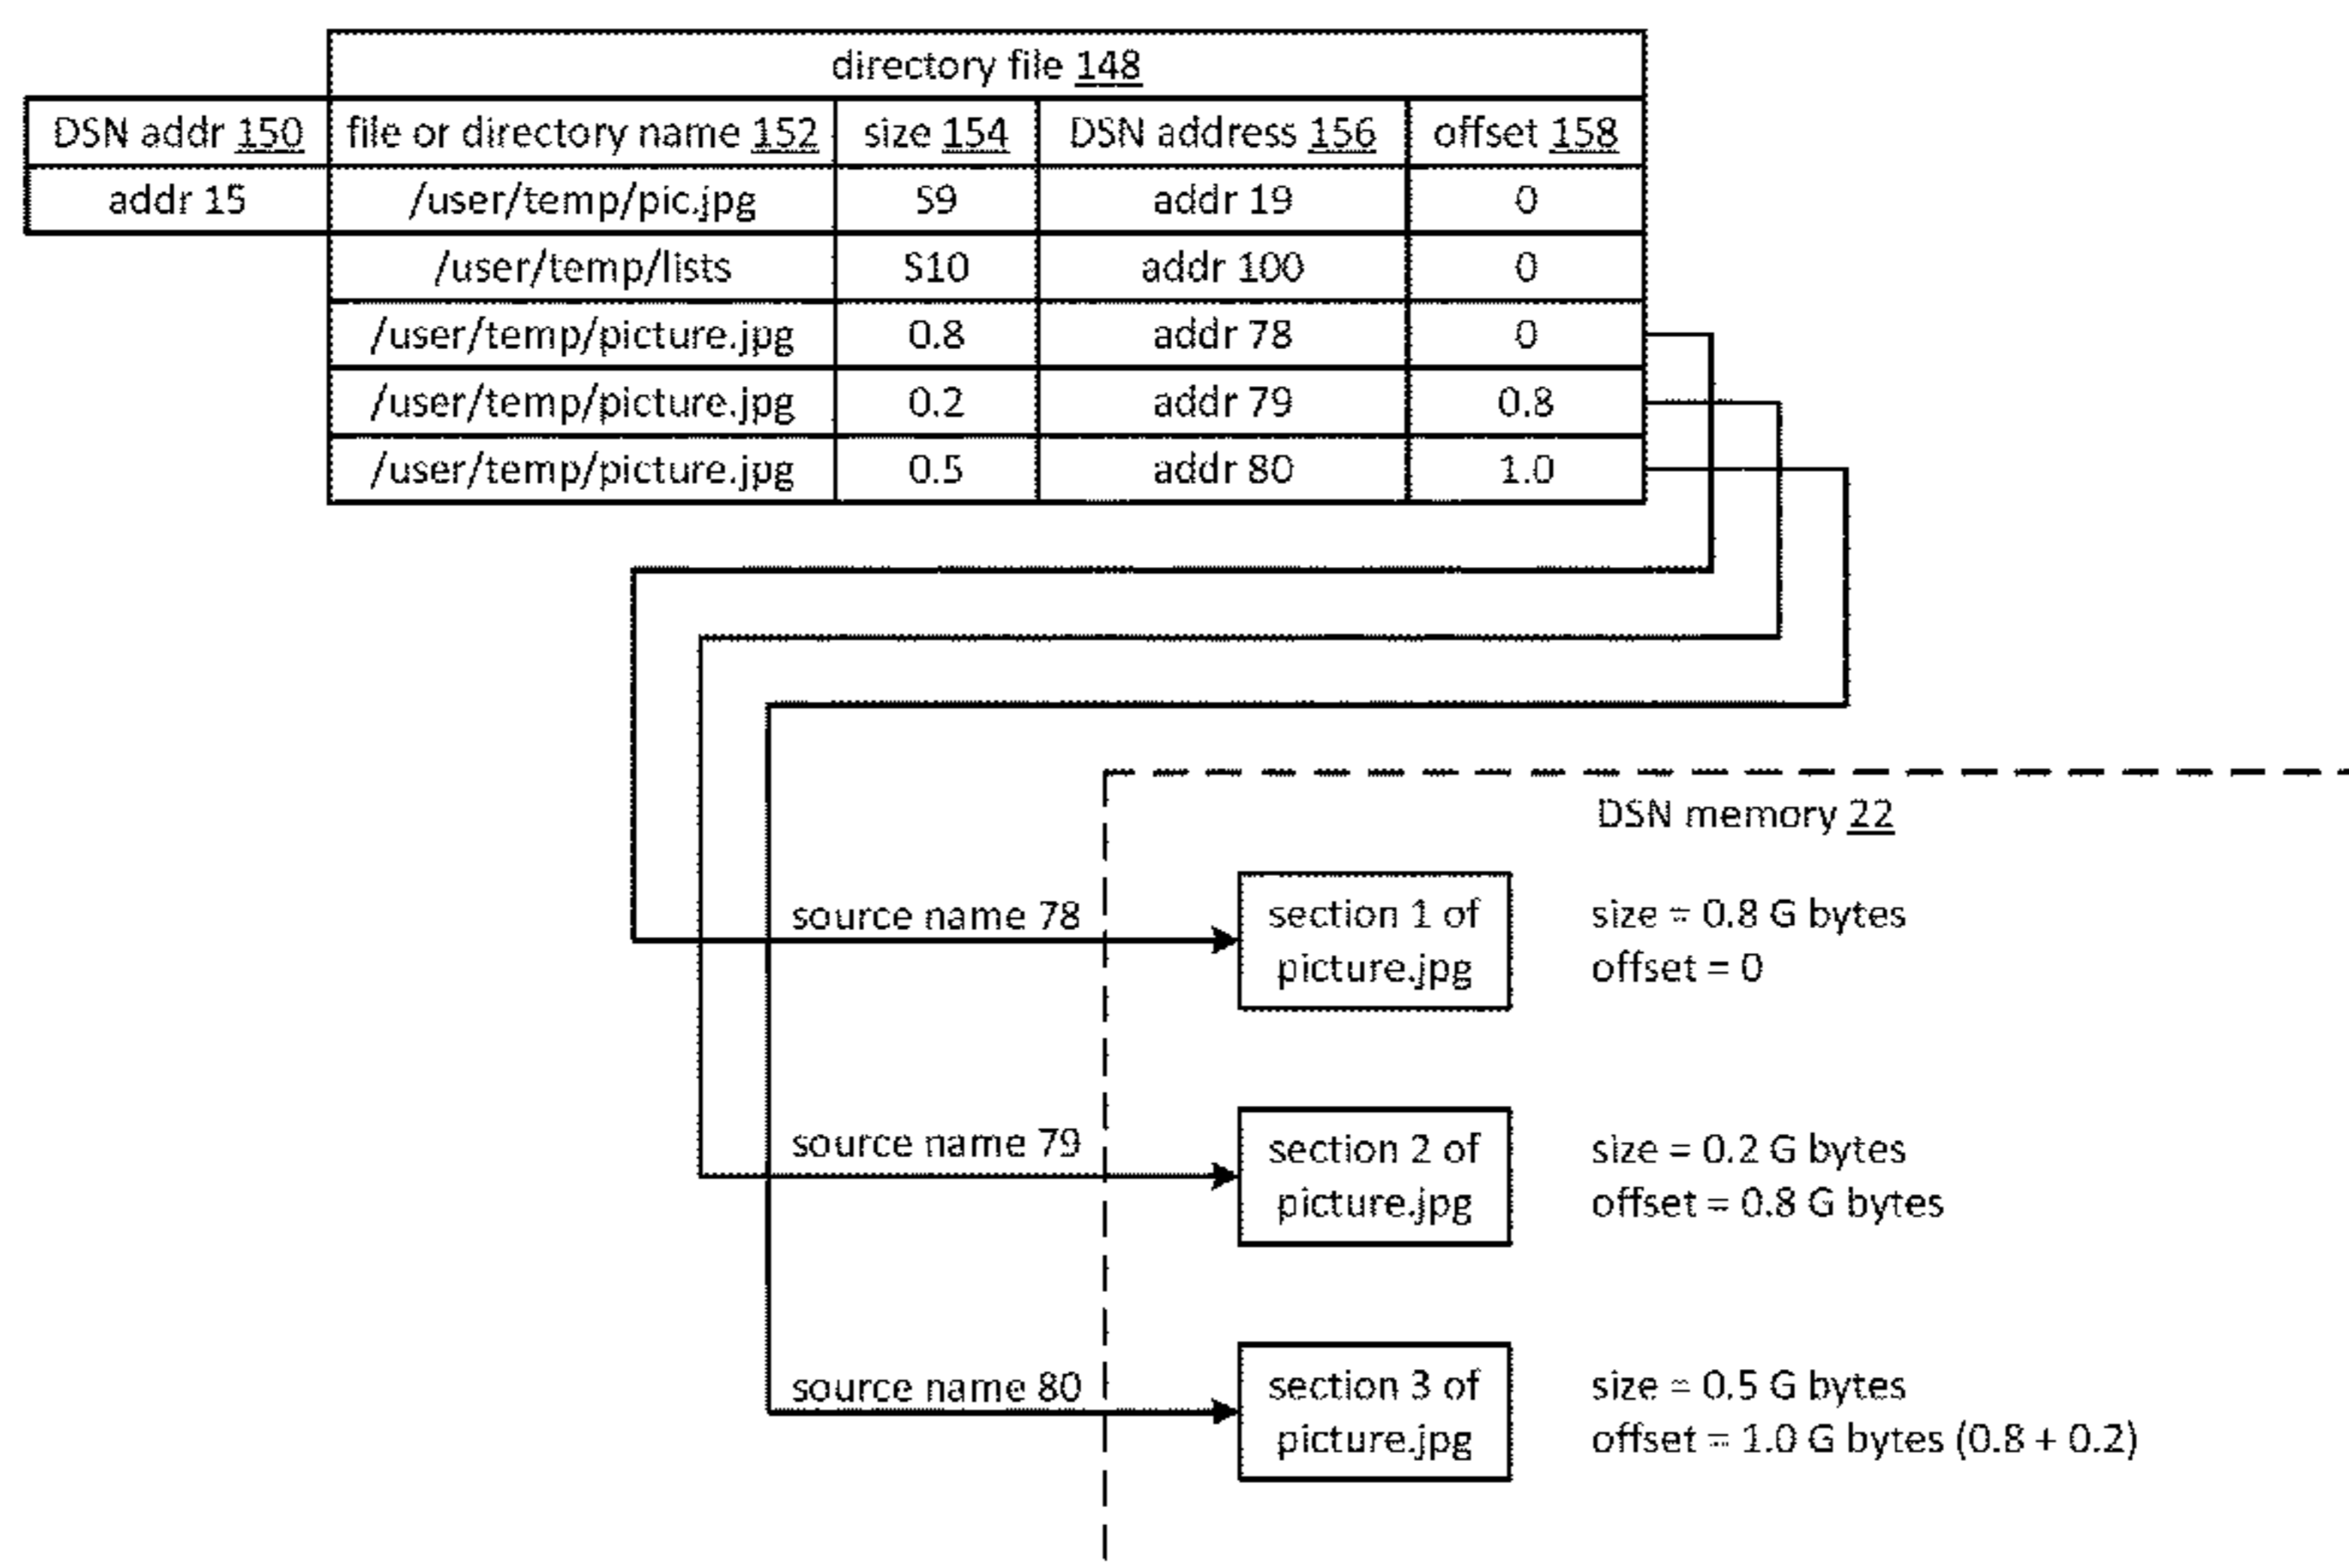 directory file 148
DSN addr 150 file or directory name 152 size 154 DSN address 156 offset 158
addr 15 /user/temp/pic.jpg S9 addr 19 0
/user/temp/lists S10 addr 100 0
/user/temp/picture.jpg 0.8 addr 78 0
/user/temp/picture.jpg 0.2 addr 79 0.8
/user/temp/picture.jpg 0.5 addr 80 1.0
DSN memory 22
source name 78
section 1 of
picture.jpg
size = 0.8 G bytes
offset = 0
source name 79
section 2 of
picture.jpg
size = 0.2 G bytes
offset = 0.8 G bytes
source name 80
section 3 of
picture.jpg
size = 0.5 G bytes
offset = 1.0 G bytes (0.8 + 0.2)